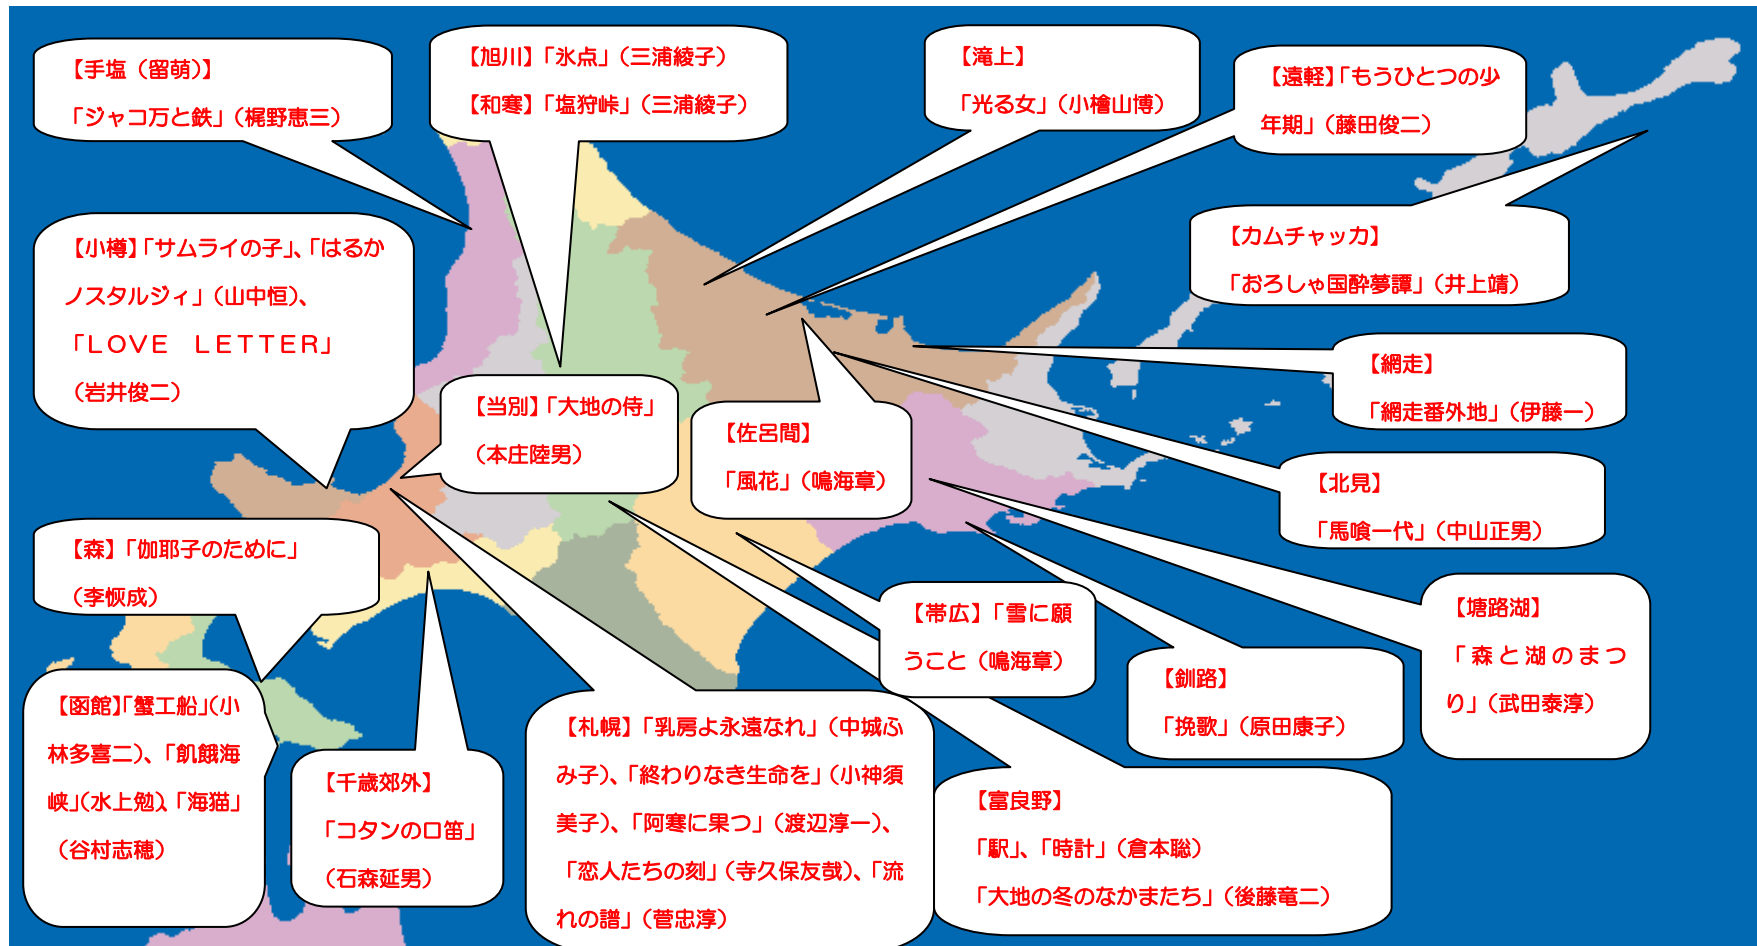 【手塩（留萌）】
「ジャコ万と鉄」（梶野悳三）
【旭川】「氷点」（三浦綾子）
【和寒】「塩狩峠」（三浦綾子）
【滝上】
「光る女」（小檜山博）
【遠軽】「もうひとつの少
年期」（藤田俊二）
【カムチャッカ】
「おろしゃ国酔夢譚」（井上靖）
【小樽】「サムライの子」、「はるか
ノスタルジィ」（山中恒）、
「ＬＯＶＥ　ＬＥＴＴＥＲ」
（岩井俊二）
【網走】
「網走番外地」（伊藤一）
【当別】「大地の侍」
（本庄陸男）
【佐呂間】
「風花」（鳴海章）
【北見】
「馬喰一代」（中山正男）
【森】「伽耶子のために」
（李恢成）
【帯広】「雪に願
うこと（鳴海章）
【塘路湖】
「森と湖のまつ
り」（武田泰淳）
【釧路】
「挽歌」（原田康子）
【函館】「蟹工船」（小
林多喜二）、「飢餓海
峡」（水上勉）、「海猫」
（谷村志穂）
【千歳郊外】
「コタンの口笛」
（石森延男）
【札幌】「乳房よ永遠なれ」（中城ふ
み子）、「終わりなき生命を」（小神須
美子）、「阿寒に果つ」（渡辺淳一）、
「恋人たちの刻」（寺久保友哉）、「流
れの譜」（菅忠淳）
【富良野】
「駅」、「時計」（倉本聡）
「大地の冬のなかまたち」（後藤竜二）